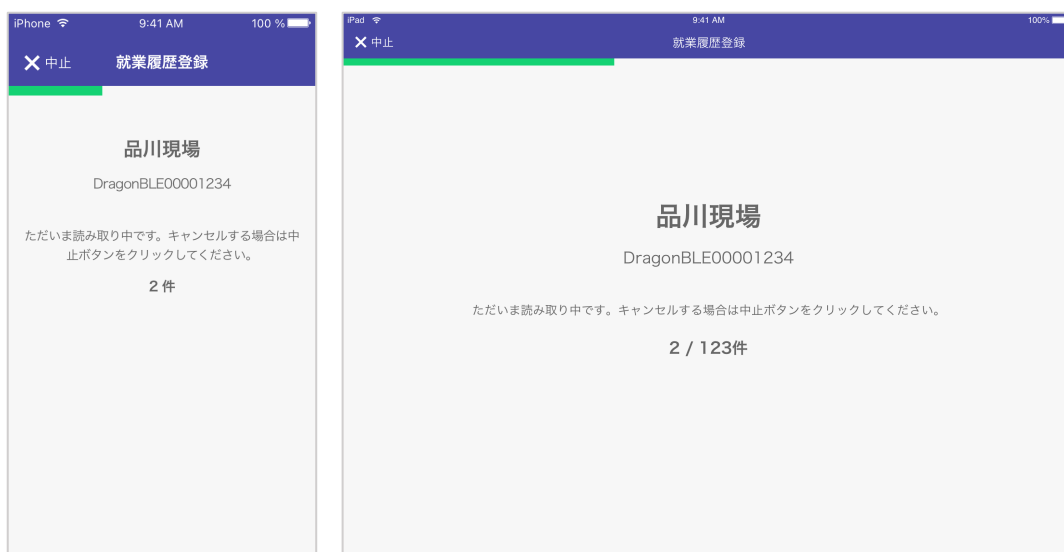 iPhone 9:41 AM 100 %
中止 就業履歴登録
品川現場
DragonBLE00001234
ただいま読み取り中です。キャンセルする場合は中
止ボタンをクリックしてください。
2 件
iPad 9:41 AM 100%
中止 就業履歴登録
品川現場
DragonBLE00001234
ただいま読み取り中です。キャンセルする場合は中止ボタンをクリックしてください。
2 / 123件